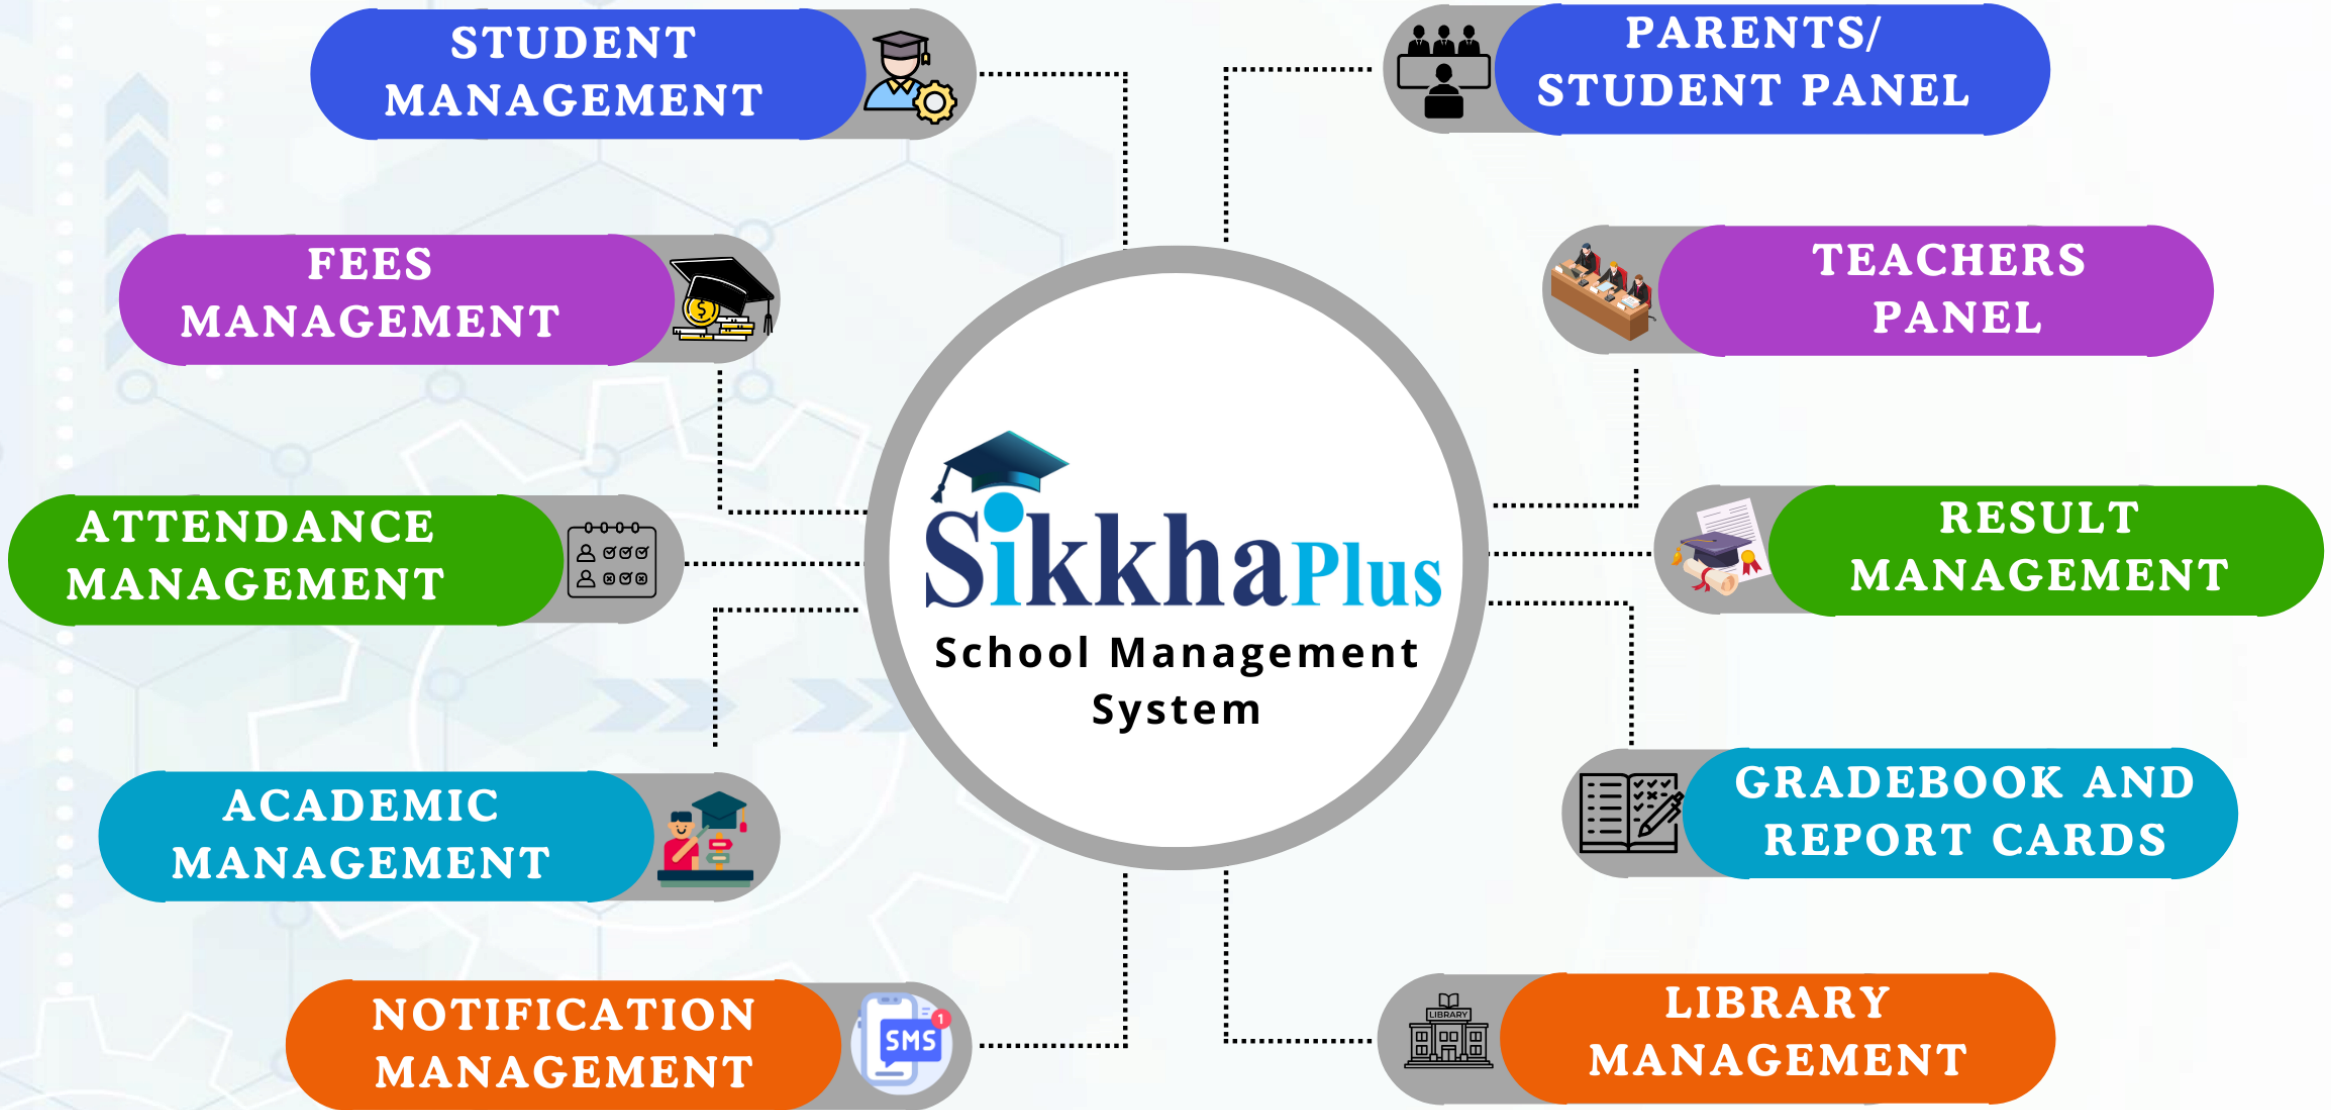 STUDENT
MANAGEMENT
PARENTS/
STUDENT PANEL
FEES
MANAGEMENT
TEACHERS
PANEL
ATTENDANCE
MANAGEMENT
RESULT
MANAGEMENT
SikkhaPlus
School Management
System
ACADEMIC
MANAGEMENT
GRADEBOOK AND
REPORT CARDS
NOTIFICATION
MANAGEMENT
SMS
1
LIBRARY
LIBRARY
MANAGEMENT